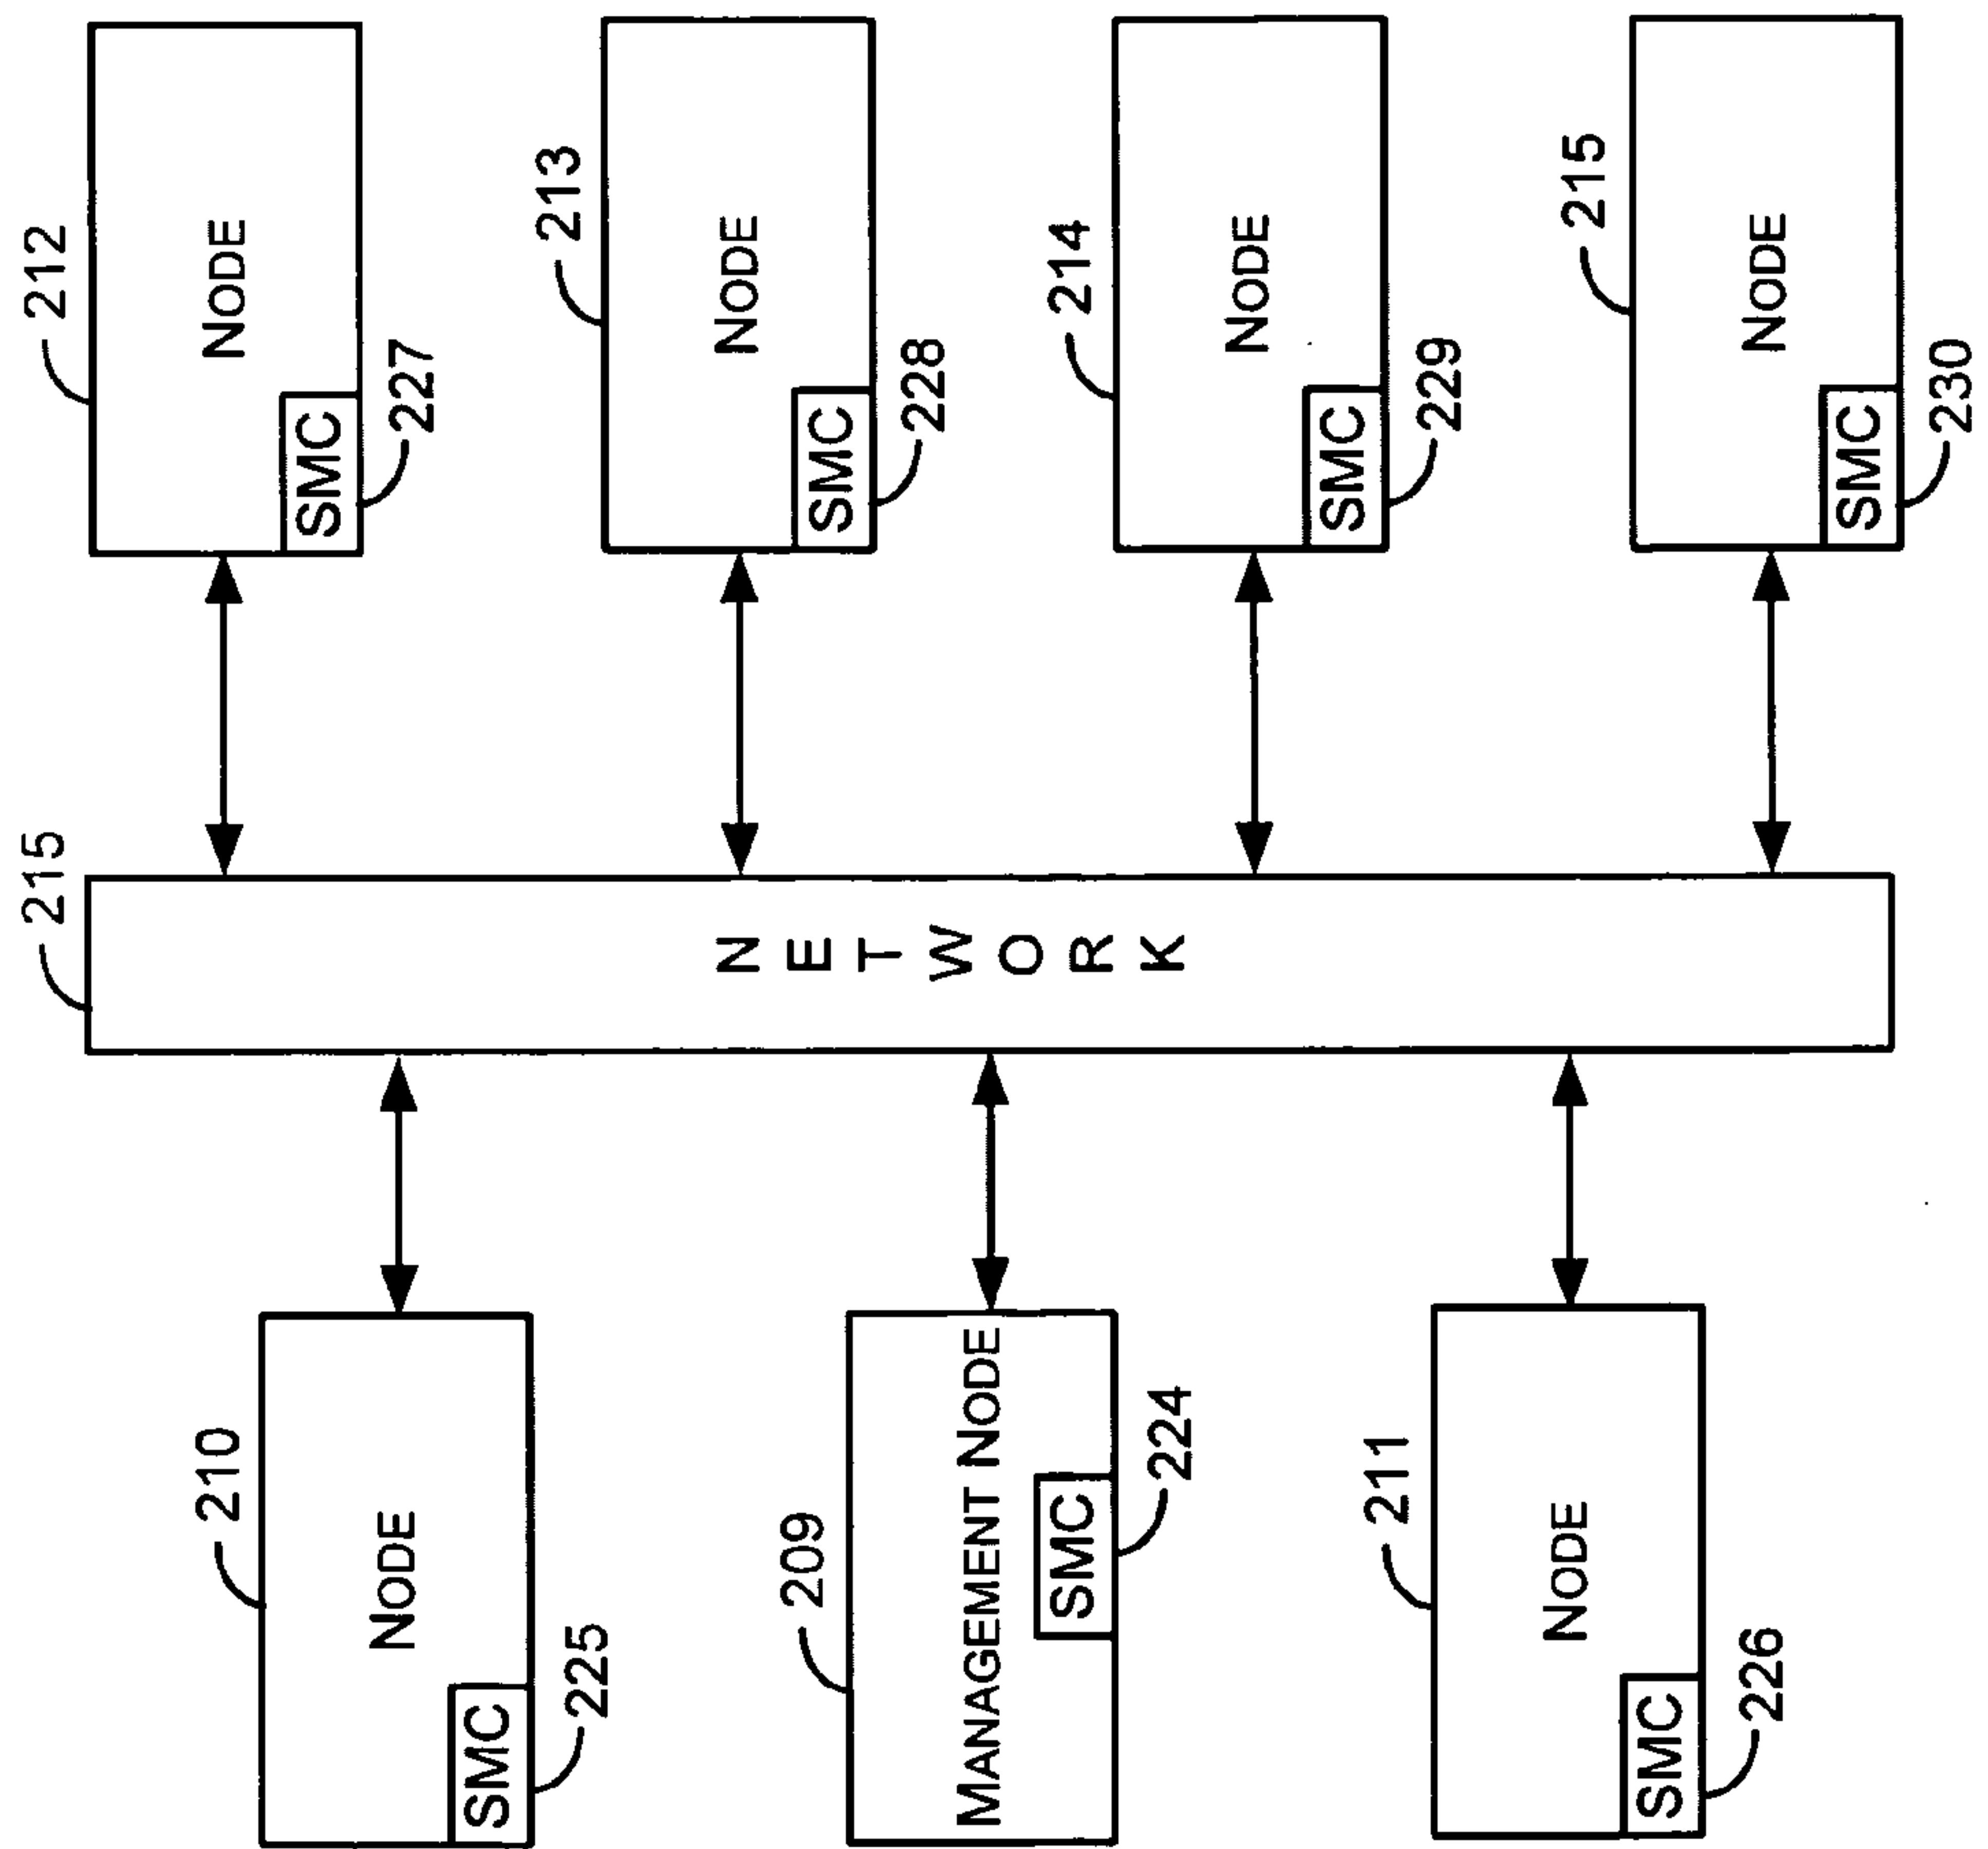 210
NODE
SMC
225
209
MANAGEMENT NODE
SMC
224
211
NODE
SMC
226
215
N
E
T
W
O
R
K
212
NODE
SMC
227
213
NODE
SMC
228
214
NODE
SMC
229
215
NODE
SMC
230